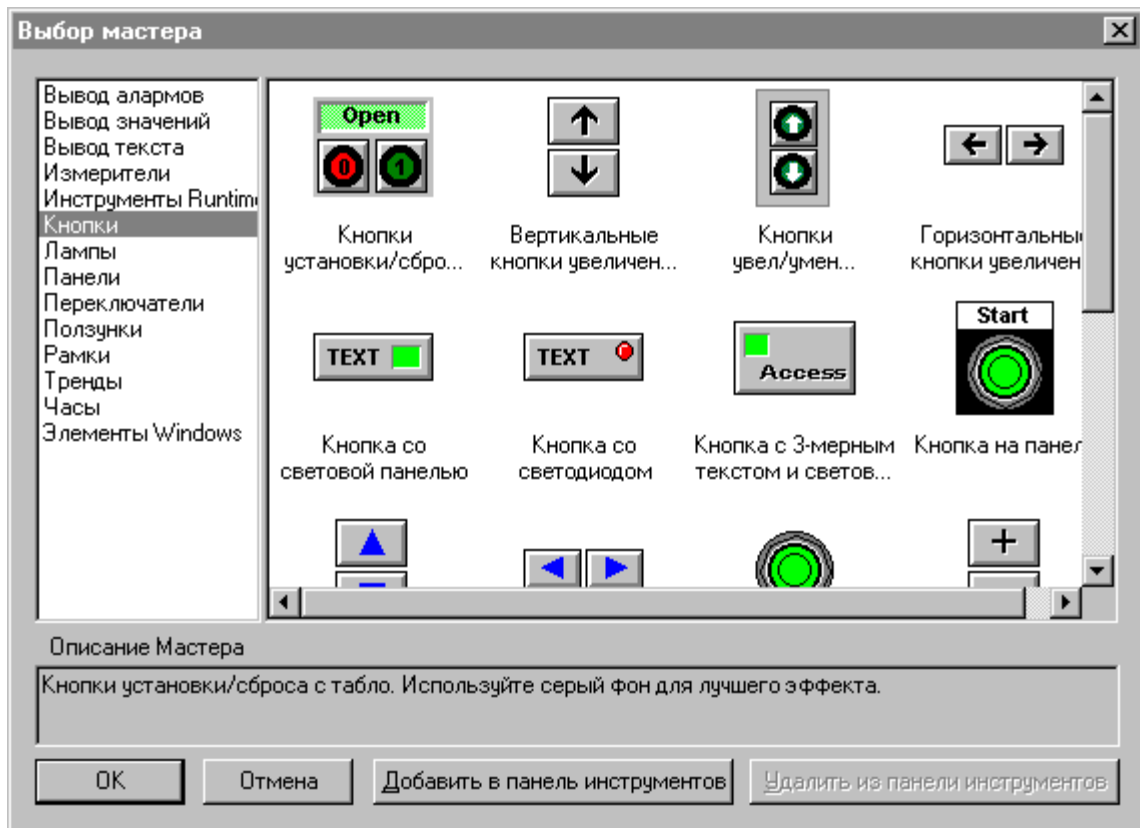 Выбор мастера
Вывод алармов
Вывод значений
Вывод текста
Измерители
Инструменты Runtim
Кнопки
Лампы
Панели
Переключатели
Ползунки
Рамки
Тренды
Часы
Элементы Windows
Open
0 1
Кнопки
установки/сбро...
Вертикальные
кнопки увеличен...
Кнопки
увел/умен...
Горизонтальны
кнопки увеличен
TEXT
Кнопка со
световой панелью
TEXT
Кнопка со
светодиодом
Access
Кнопка с 3-мерным
текстом и светов...
Start
Кнопка на панел
Описание Мастера
Кнопки установки/сброса с табло. Используйте серый фон для лучшего эффекта.
OK
Отмена
Добавить в панель инструментов
Удалить из панели инструментов